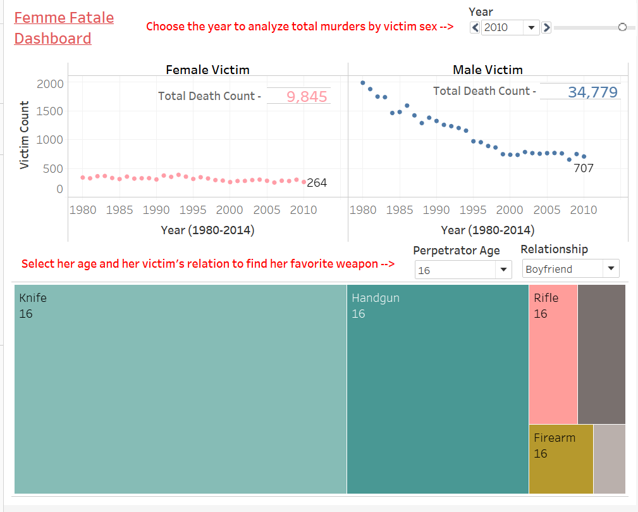 Femme Fatale
Dashboard
Choose the year to analyze total murders by victim sex -->
Year
2010
Female Victim
Male Victim
Total Death Count -
9,845
Total Death Count -
34,779
Victim Count
2000
1500
1000
500
0
264
707
1980 1985 1990 1995 2000 2005 2010
1980 1985 1990 1995 2000 2005 2010
Year (1980-2014)
Year (1980-2014)
Select her age and her victim's relation to find her favorite weapon -->
Perpetrator Age
16
Relationship
Boyfriend
Knife
16
Handgun
16
Rifle
16
Firearm
16